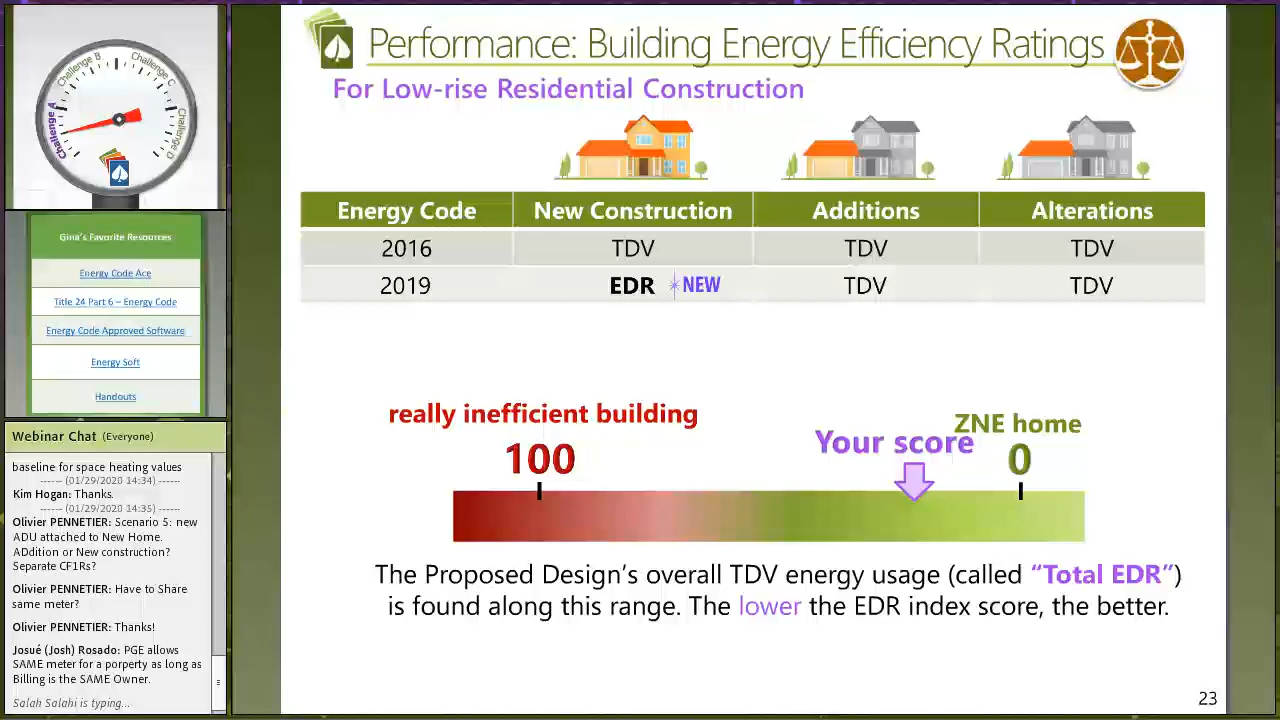 Challenge A
Challenge B
Challenge C
Challenge D
Gina's Favorite Resources
Energy Code Ace
Title 24 Part 6 – Energy Code
Energy Code Approved Software
Energy Soft
Handouts
Webinar Chat (Everyone)
baseline for space heating values
------ (01/29/2020 14:34) ------
Kim Hogan: Thanks.
------ (01/29/2020 14:35) ------
Olivier PENNETIER: Scenario 5: new
ADU attached to New Home.
ADdition or New construction?
Separate CF1Rs?
Olivier PENNETIER: Have to Share
same meter?
Olivier PENNETIER: Thanks!
Josué (Josh) Rosado: PGE allows
SAME meter for a porperty as long as
Billing is the SAME Owner.
Salah Salahi is typing...
Performance: Building Energy Efficiency Ratings
For Low-rise Residential Construction
Energy Code New Construction Additions Alterations
2016 TDV TDV TDV
2019 EDR NEW TDV TDV
really inefficient building
100
Your score
ZNE home
0
The Proposed Design's overall TDV energy usage (called “Total EDR”)
is found along this range. The lower the EDR index score, the better.
23